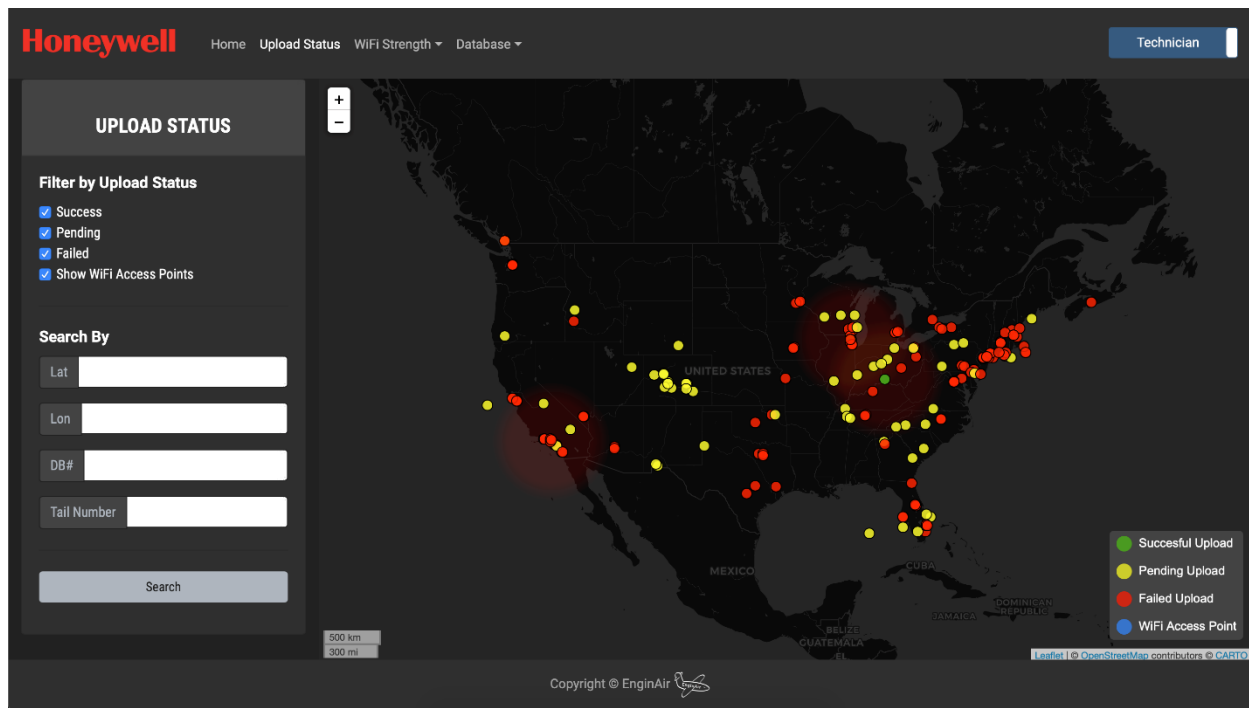 Honeywell
Home Upload Status WiFi Strength Database
Technician
UPLOAD STATUS
Filter by Upload Status
Success
Pending
Failed
Show WiFi Access Points
Search By
Lat
Lon
DB#
Tail Number
Search
+
−
UNITED STATES
MEXICO
CUBA
DOMINICAN
REPUBLIC
JAMAICA
BELIZE
GUATEMALA
EL
500 km
300 mi
Succesful Upload
Pending Upload
Failed Upload
WiFi Access Point
Leaflet | © OpenStreetMap contributors © CARTO
Copyright © EnginAir